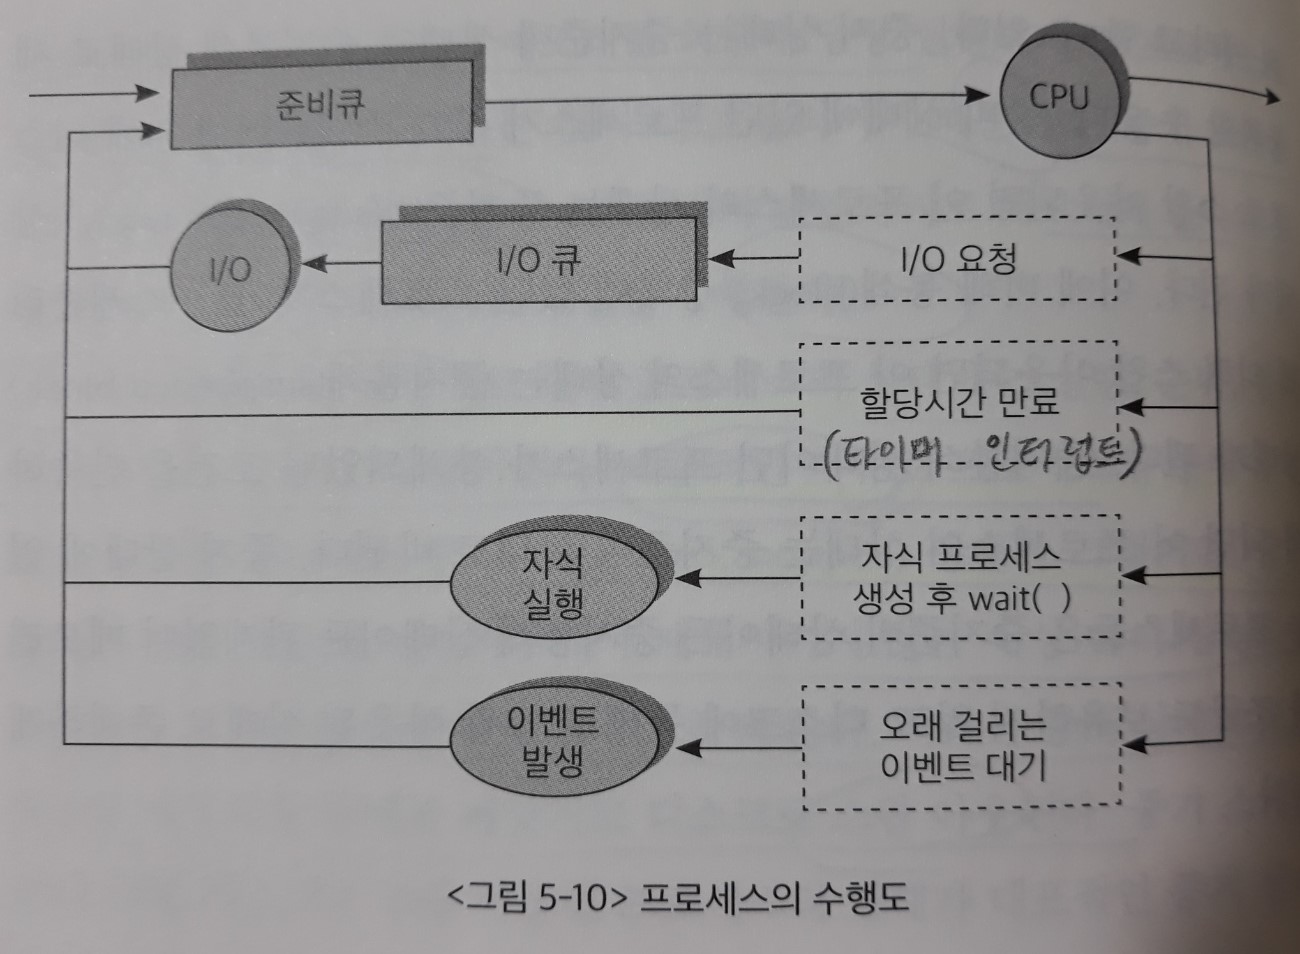 준비큐
CPU
I/O
I/O 큐
I/O 요청
할당시간 만료
(타이머 인터럽트)
자식
실행
자식 프로세스
생성 후 wait( )
이벤트
발생
오래 걸리는
이벤트 대기
<그림 5-10> 프로세스의 수행도